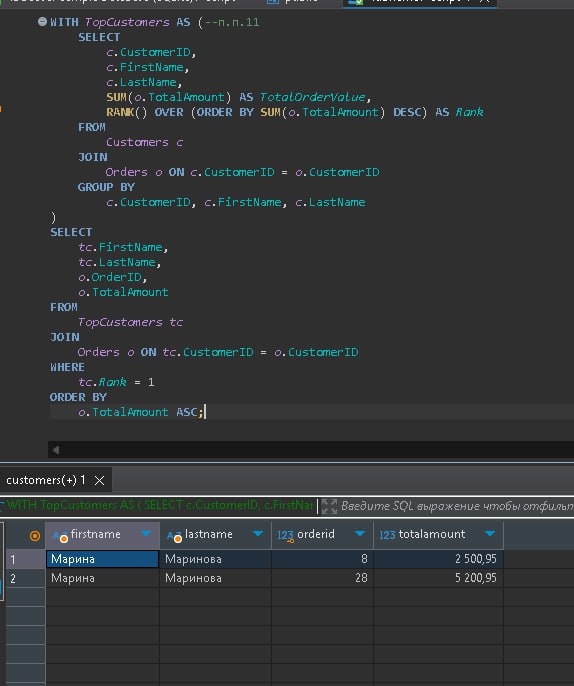 WITH TopCustomers AS (--п.п.11
SELECT
c.CustomerID,
c.FirstName,
c.LastName,
SUM(o.TotalAmount) AS TotalOrderValue,
RANK() OVER (ORDER BY SUM(o.TotalAmount) DESC) AS Rank
FROM
Customers c
JOIN
Orders o ON c.CustomerID = o.CustomerID
GROUP BY
c.CustomerID, c.FirstName, c.LastName
)
SELECT
tc.FirstName,
tc.LastName,
o.OrderID,
o.TotalAmount
FROM
TopCustomers tc
JOIN
Orders o ON tc.CustomerID = o.CustomerID
WHERE
tc.Rank = 1
ORDER BY
o.TotalAmount ASC;
customers(+) 1
WITH TopCustomers AS ( SELECT c.CustomerID, c.FirstNa Введите SQL выражение чтобы отфильт
firstname lastname orderid totalamount
1 Марина Маринова 8 2 500,95
2 Марина Маринова 28 5 200,95